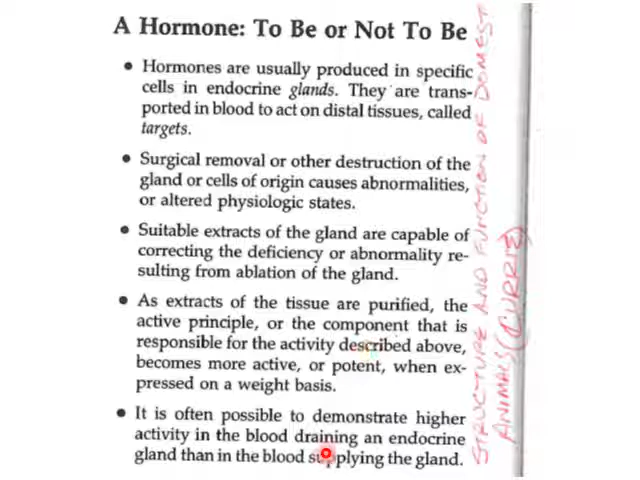 A Hormone: To Be or Not To Be
• Hormones are usually produced in specific
cells in endocrine glands. They are trans-
ported in blood to act on distal tissues, called
targets.
• Surgical removal or other destruction of the
gland or cells of origin causes abnormalities,
or altered physiologic states.
• Suitable extracts of the gland are capable of
correcting the deficiency or abnormality re-
sulting from ablation of the gland.
• As extracts of the tissue are purified, the
active principle, or the component that is
responsible for the activity described above,
becomes more active, or potent, when ex-
pressed on a weight basis.
• It is often possible to demonstrate higher
activity in the blood draining an endocrine
gland than in the blood supplying the gland.
STRUCTURE AND FUNCTION OF DOMEST
ANIMALS (CURRIE)